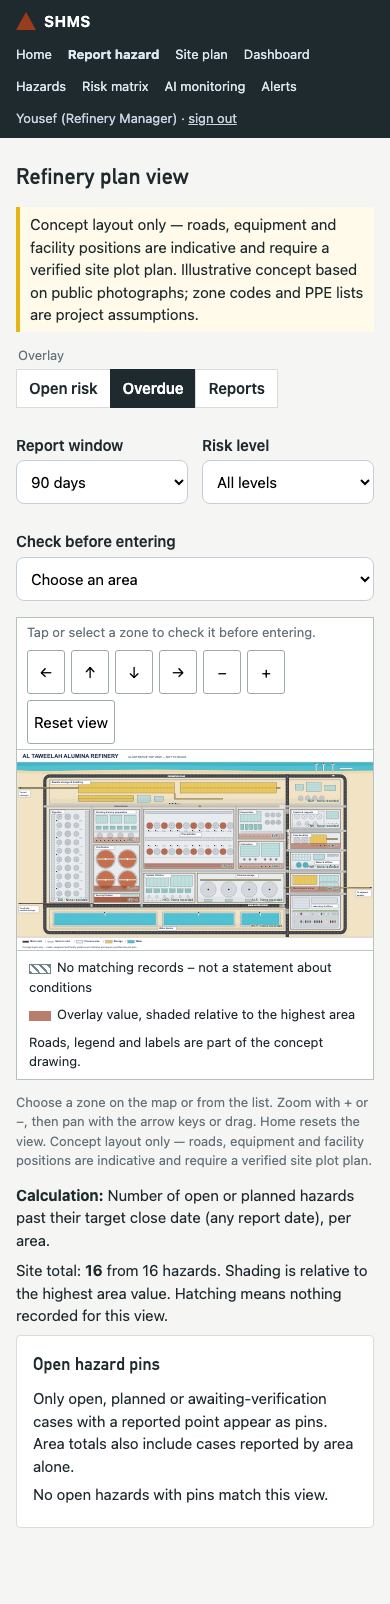 SHMS
Home Report hazard Site plan Dashboard
Hazards Risk matrix AI monitoring Alerts
Yousef (Refinery Manager) · sign out
Refinery plan view
Concept layout only — roads, equipment and
facility positions are indicative and require a
verified site plot plan. Illustrative concept based
on public photographs; zone codes and PPE lists
are project assumptions.
Overlay
Open risk Overdue Reports
Report window Risk level
90 days All levels
Check before entering
Choose an area
Tap or select a zone to check it before entering.
← ↑ ↓ → − +
Reset view
AL TAWEELAH ALUMINA REFINERY
No matching records – not a statement about
conditions
Overlay value, shaded relative to the highest area
Roads, legend and labels are part of the concept
drawing.
Choose a zone on the map or from the list. Zoom with + or
−, then pan with the arrow keys or drag. Home resets the
view. Concept layout only — roads, equipment and facility
positions are indicative and require a verified site plot plan.
Calculation: Number of open or planned hazards
past their target close date (any report date), per
area.
Site total: 16 from 16 hazards. Shading is relative to
the highest area value. Hatching means nothing
recorded for this view.
Open hazard pins
Only open, planned or awaiting-verification
cases with a reported point appear as pins.
Area totals also include cases reported by area
alone.
No open hazards with pins match this view.